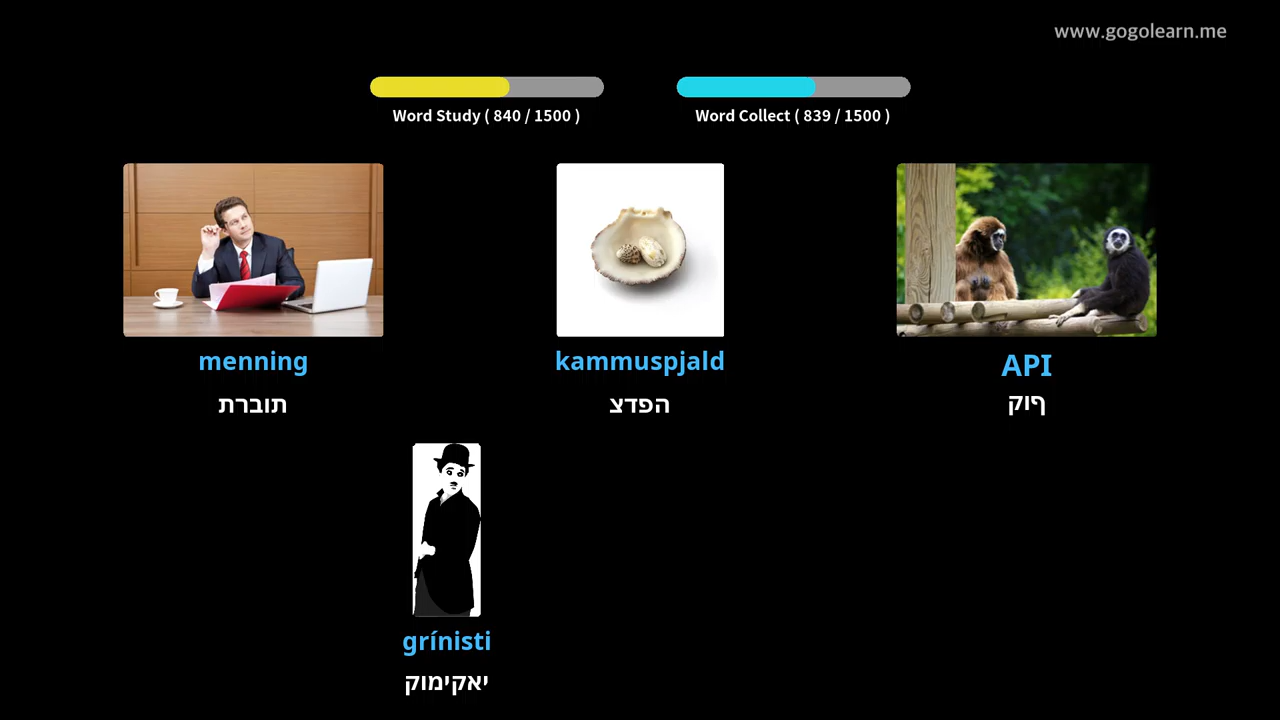 www.gogolearn.me
Word Study ( 840 / 1500 )
Word Collect ( 839 / 1500 )
menning
תוברת
kammuspjald
הפדצ
API
ףוק
grínisti
יאקימוק